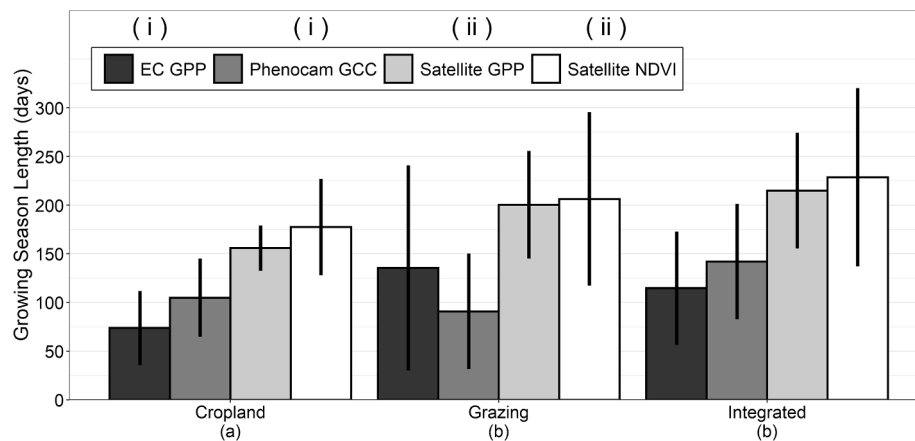 ( i ) ( i ) ( ii ) ( ii )
EC GPP Phenocam GCC Satellite GPP Satellite NDVI
Growing Season Length (days)
300
250
200
150
100
50
0
Cropland Grazing Integrated
(a) (b) (b)